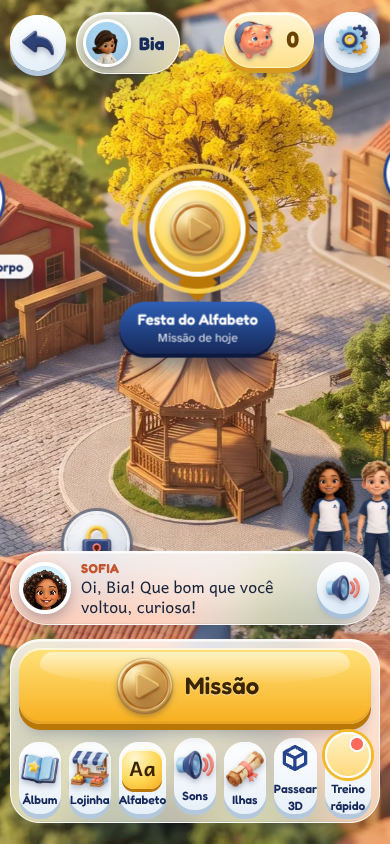 Bia
0
orpo
Festa do Alfabeto
Missão de hoje
SOFIA
Oi, Bia! Que bom que você
voltou, curiosa!
Missão
Álbum
Lojinha
Aa
Alfabeto
Sons
Ilhas
Passear
3D
Treino
rápido